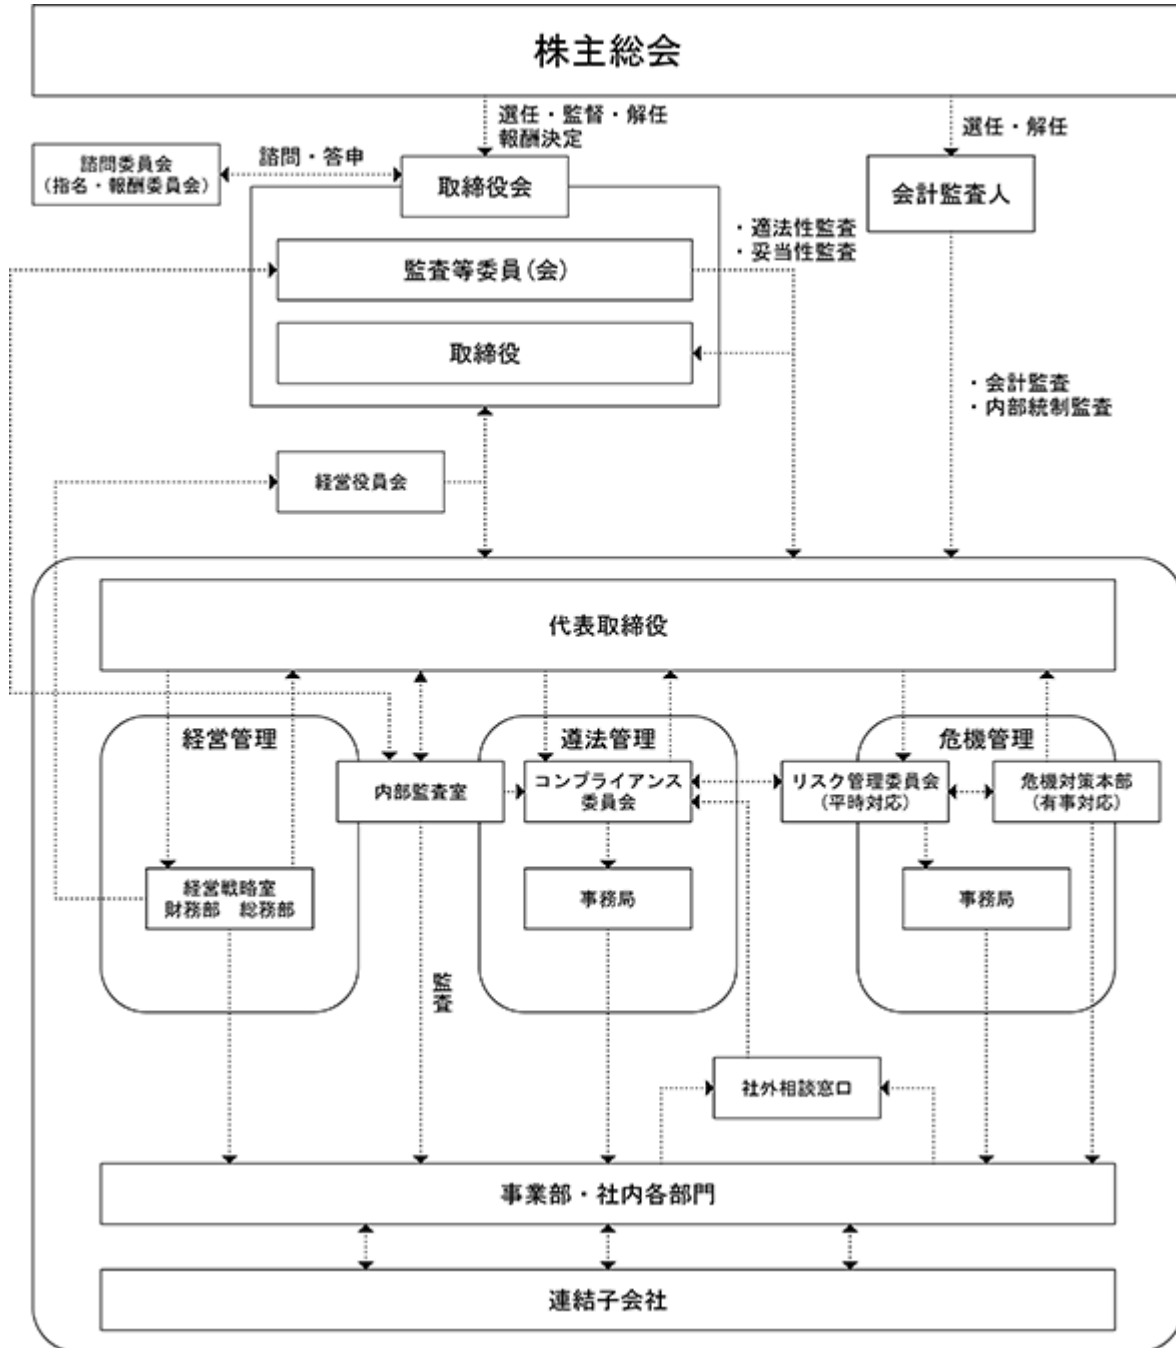 株主総会
選任・監督・解任
報酬決定
選任・解任
諮問委員会
（指名・報酬委員会）
諮問・答申
取締役会
会計監査人
・適法性監査
・妥当性監査
監査等委員（会）
取締役
・会計監査
・内部統制監査
経営役員会
代表取締役
経営管理
遵法管理
危機管理
内部監査室
コンプライアンス
委員会
リスク管理委員会
（平時対応）
危機対策本部
（有事対応）
経営戦略室
財務部　総務部
事務局
事務局
監査
社外相談窓口
事業部・社内各部門
連結子会社